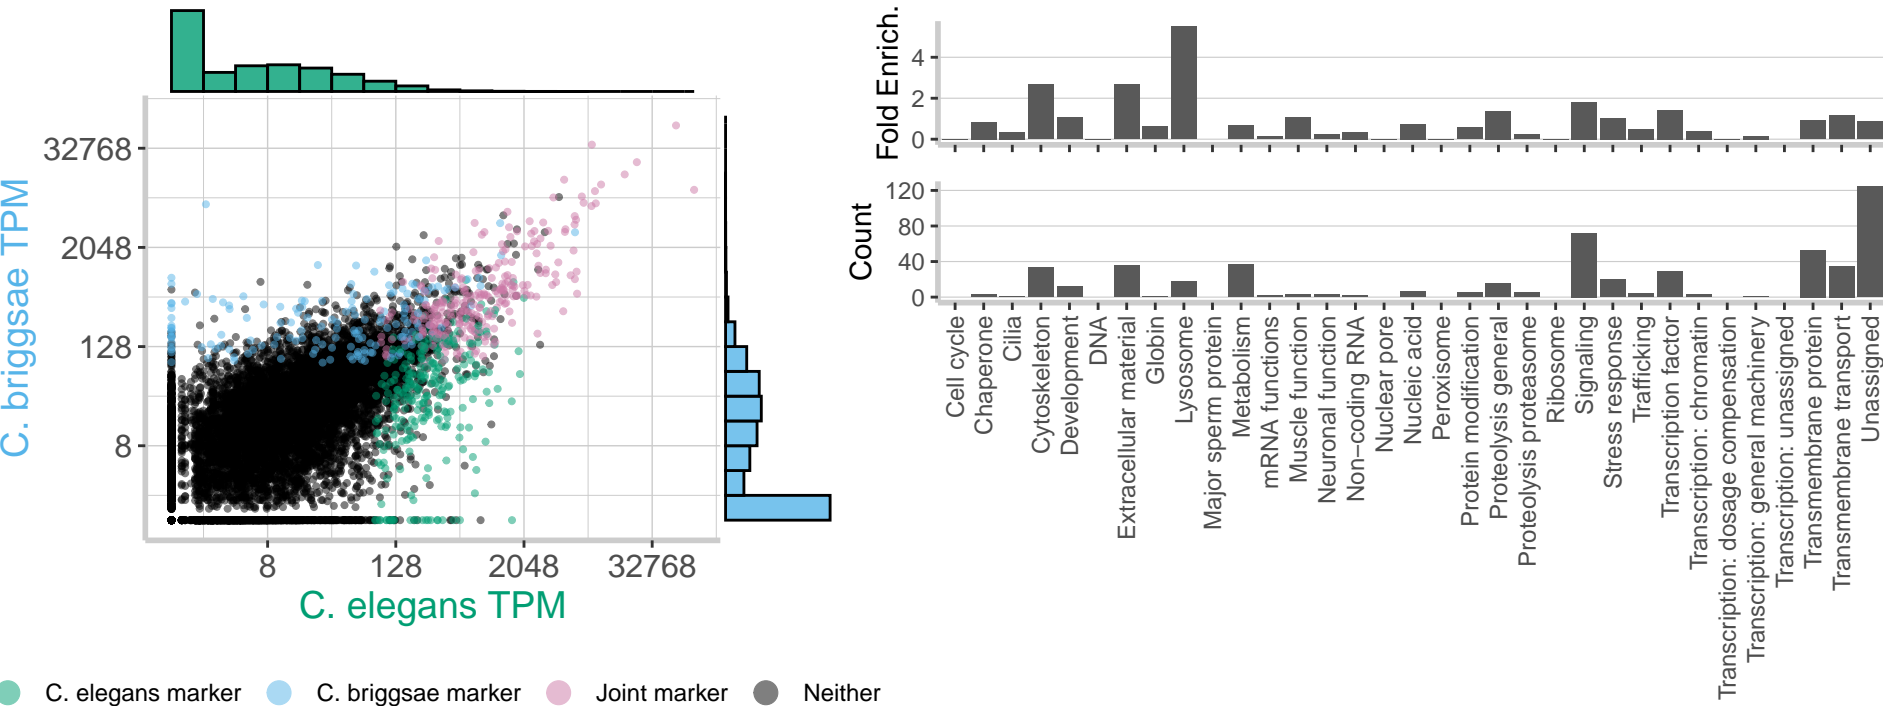 32768
2048
128
8
C. briggsae TPM
8
128
2048
32768
C. elegans TPM
C. elegans marker
C. briggsae marker
Joint marker
Neither
Fold Enrich.
4
2
0
Count
120
80
40
0
Cell cycle
Chaperone
Cilia
Cytoskeleton
Development
DNA
Extracellular material
Globin
Lysosome
Major sperm protein
Metabolism
mRNA functions
Muscle function
Neuronal function
Non−coding RNA
Nuclear pore
Nucleic acid
Peroxisome
Protein modification
Proteolysis general
Proteolysis proteasome
Ribosome
Signaling
Stress response
Trafficking
Transcription factor
Transcription: chromatin
Transcription: dosage compensation
Transcription: general machinery
Transcription: unassigned
Transmembrane protein
Transmembrane transport
Unassigned